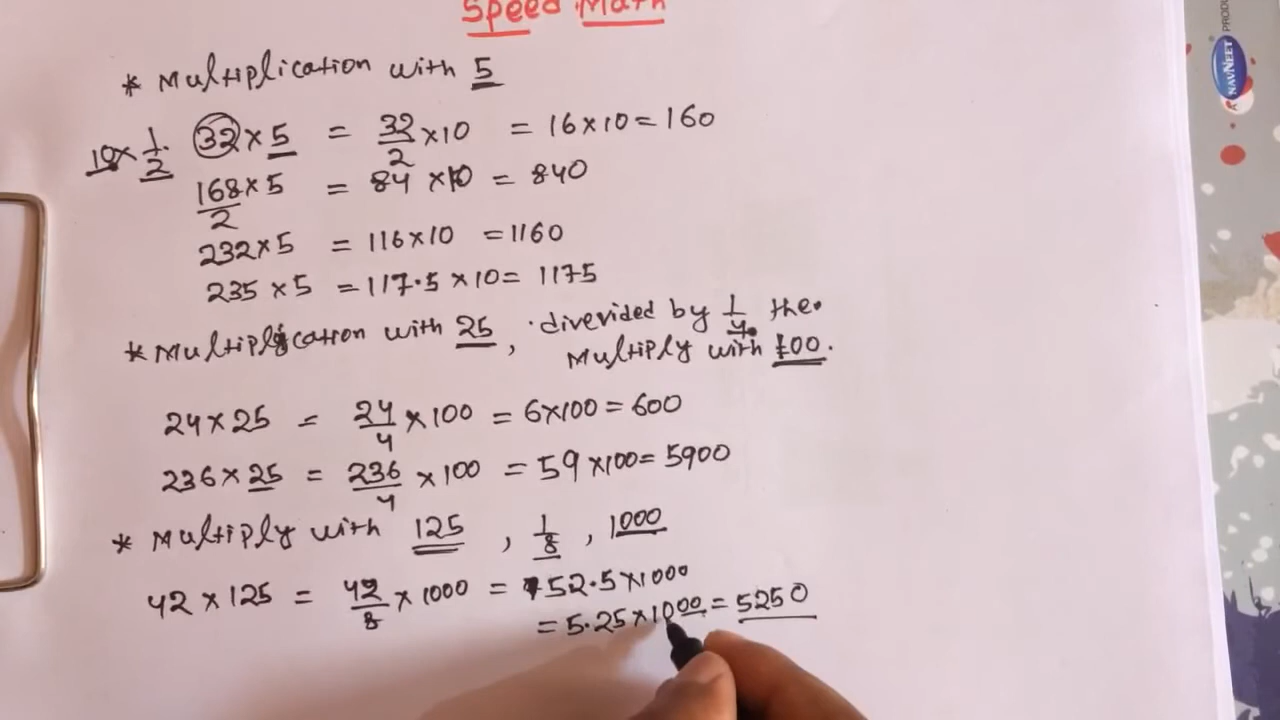 Speed Math
* Multiplication with 5
10 × 1/2 32 × 5 = 32/2 × 10 = 16 × 10 = 160
168/2 × 5 = 84 × 10 = 840
232 × 5 = 116 × 10 = 1160
235 × 5 = 117.5 × 10 = 1175
* Multiplication with 25, diverided by 1/4 the
Multiply with 100.
24 × 25 = 24/4 × 100 = 6 × 100 = 600
236 × 25 = 236/4 × 100 = 59 × 100 = 5900
* Multiply with 125, 1/8, 1000
42 × 125 = 42/8 × 1000 = 52.5 × 1000
= 5.25 × 1000 = 5250
NAVNEET